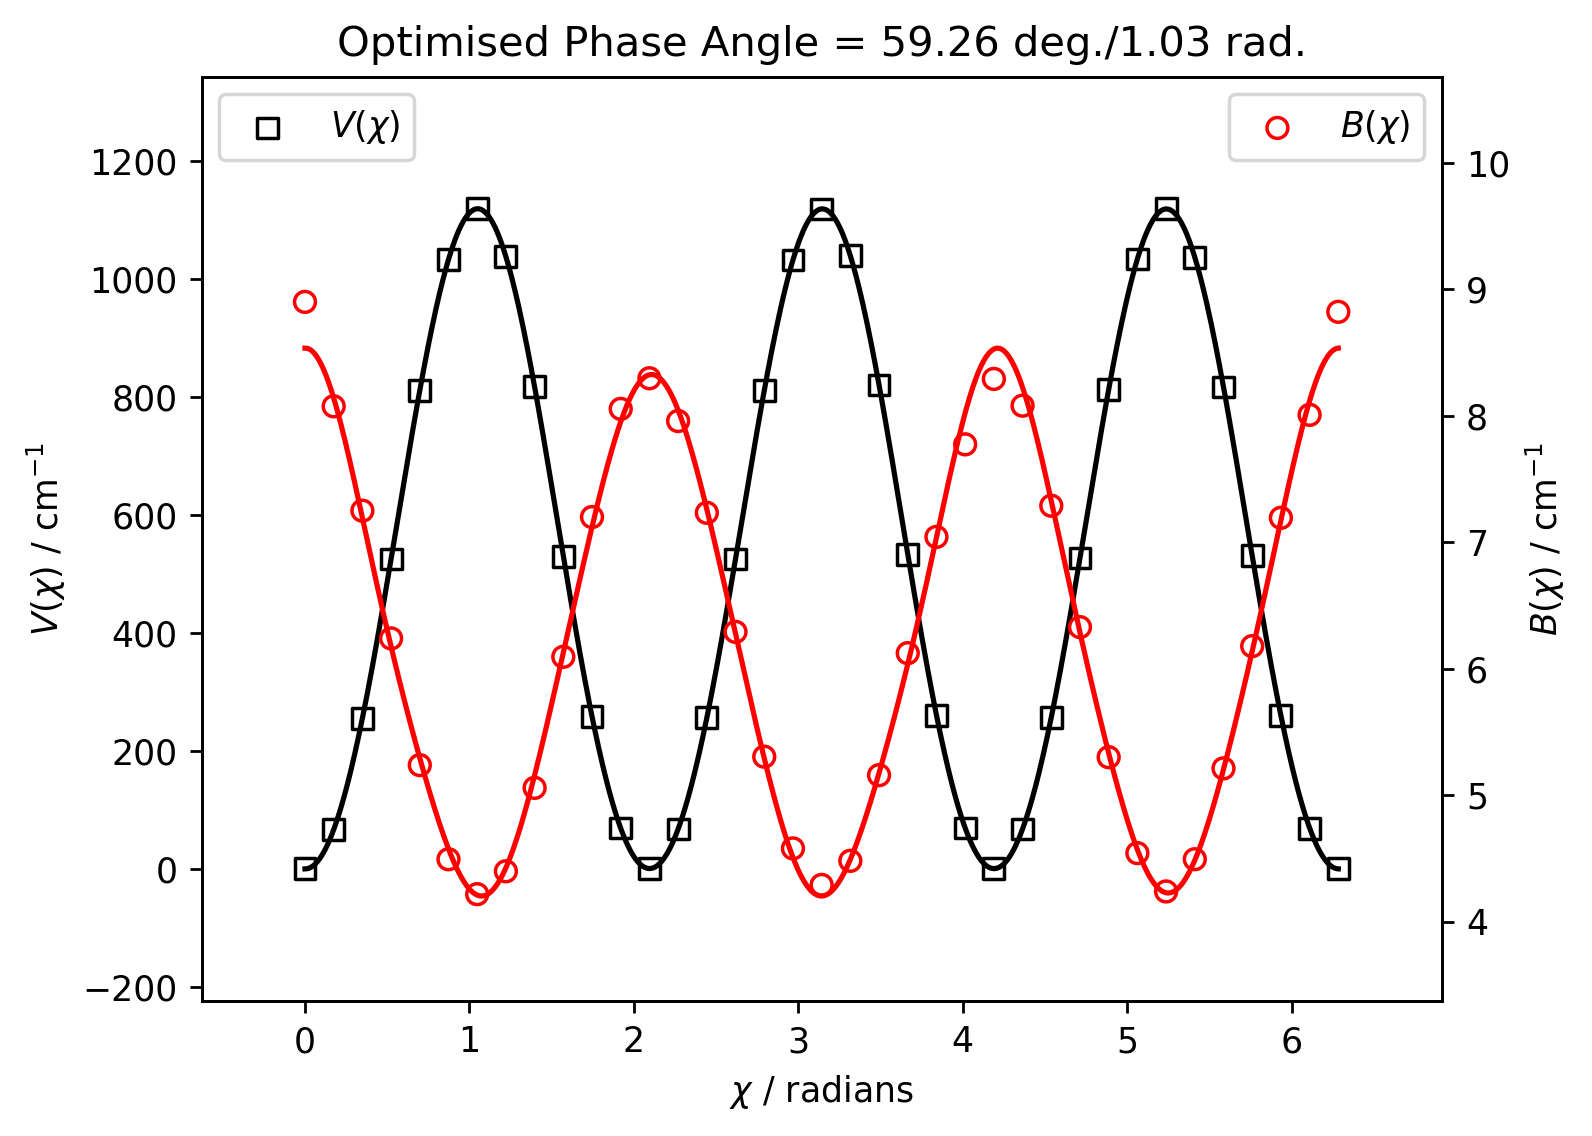 Optimised Phase Angle = 59.26 deg./1.03 rad.
V(χ)
B(χ)
1200
1000
800
600
400
200
0
−200
V(χ) / cm⁻¹
10
9
8
7
6
5
4
B(χ) / cm⁻¹
0 1 2 3 4 5 6
χ / radians